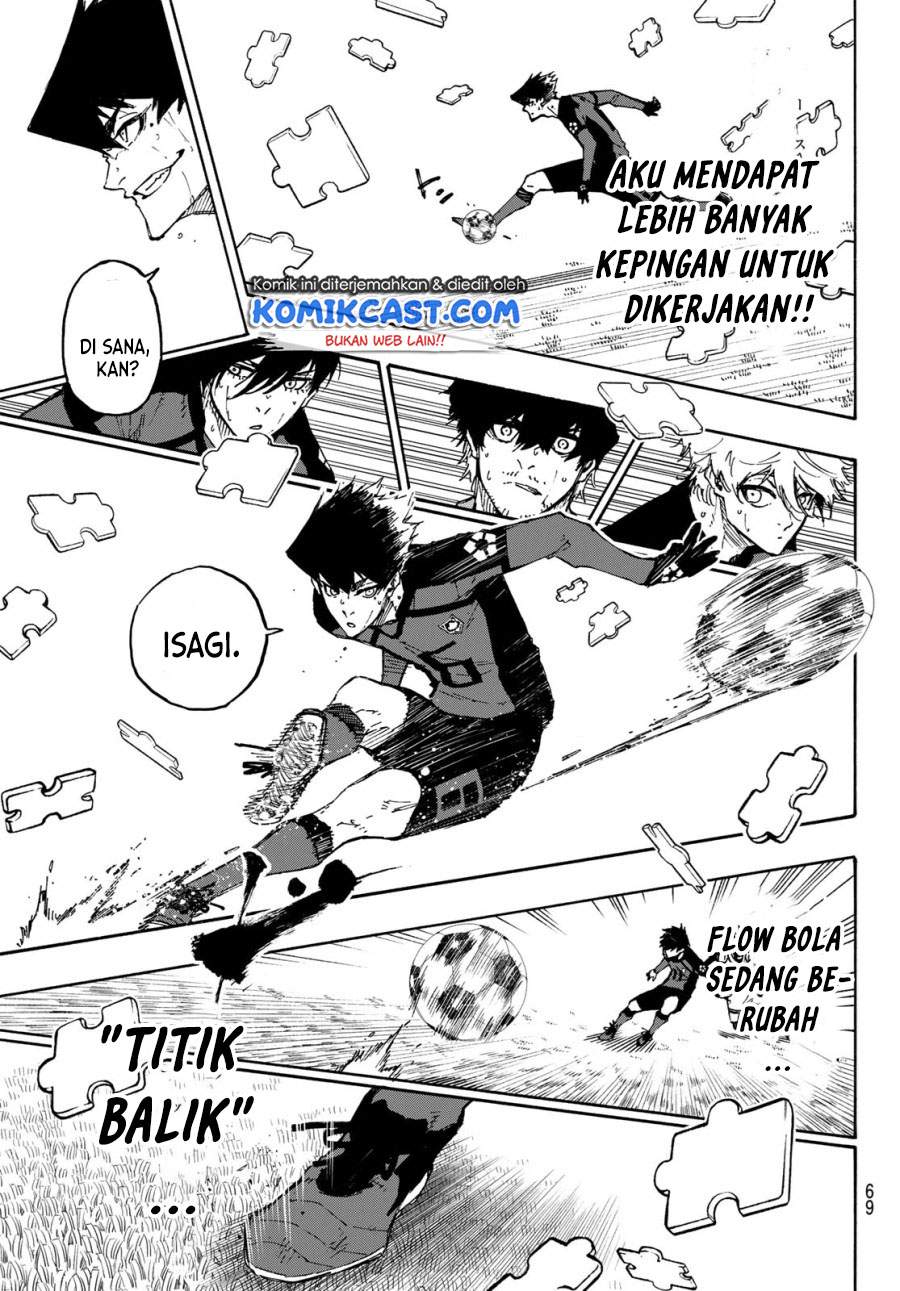 AKU MENDAPAT
LEBIH BANYAK
KEPINGAN UNTUK
DIKERJAKAN!!
Komik ini diterjemahkan & diedit oleh
KOMIKCAST.COM
BUKAN WEB LAIN!!
DI SANA,
KAN?
ISAGI.
10
FLOW BOLA
SEDANG BE-
RUBAH
...
"TITIK
BALIK"
...
69